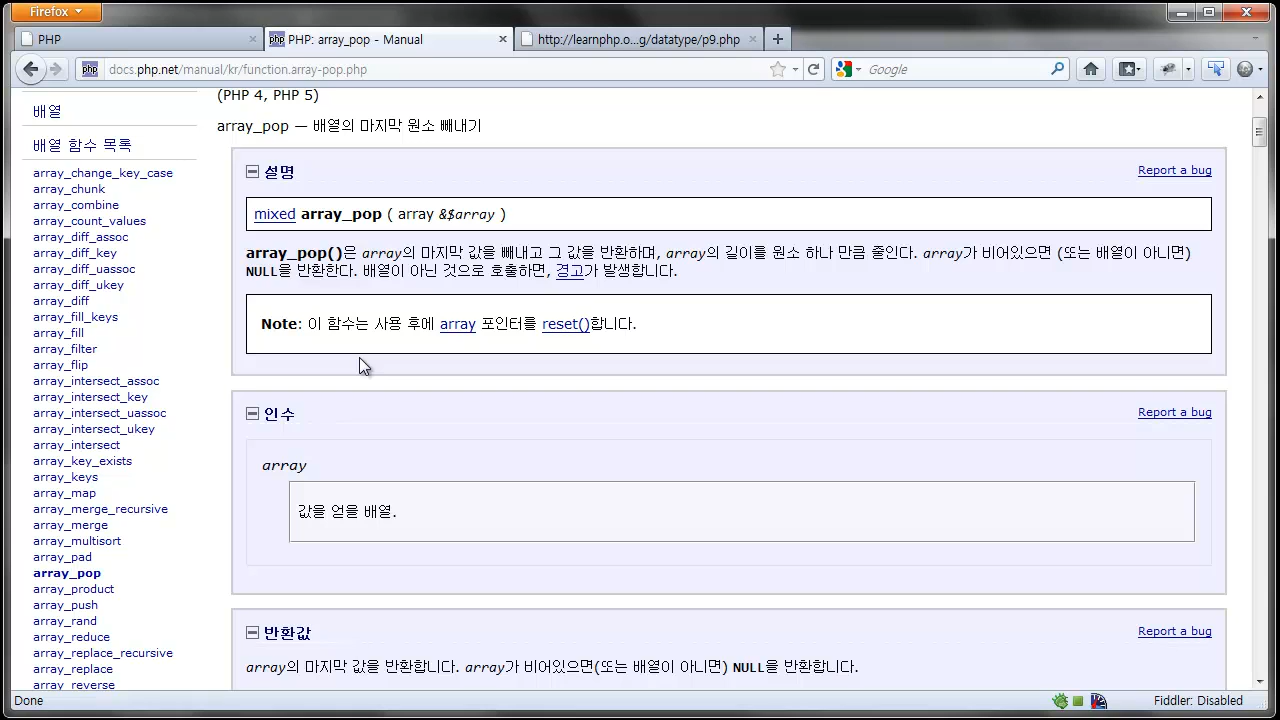 Firefox
PHP
PHP: array_pop - Manual
http://learnphp.o...g/datatype/p9.php
docs.php.net/manual/kr/function.array-pop.php
Google
배열
배열 함수 목록
array_change_key_case
array_chunk
array_combine
array_count_values
array_diff_assoc
array_diff_key
array_diff_uassoc
array_diff_ukey
array_diff
array_fill_keys
array_fill
array_filter
array_flip
array_intersect_assoc
array_intersect_key
array_intersect_uassoc
array_intersect_ukey
array_intersect
array_key_exists
array_keys
array_map
array_merge_recursive
array_merge
array_multisort
array_pad
array_pop
array_product
array_push
array_rand
array_reduce
array_replace_recursive
array_replace
array_reverse
(PHP 4, PHP 5)
array_pop — 배열의 마지막 원소 빼내기
설명
Report a bug
mixed array_pop ( array &$array )
array_pop()은 array의 마지막 값을 빼내고 그 값을 반환하며, array의 길이를 원소 하나 만큼 줄인다. array가 비어있으면 (또는 배열이 아니면)
NULL을 반환한다. 배열이 아닌 것으로 호출하면, 경고가 발생합니다.
Note: 이 함수는 사용 후에 array 포인터를 reset()합니다.
인수
Report a bug
array
값을 얻을 배열.
반환값
Report a bug
array의 마지막 값을 반환합니다. array가 비어있으면(또는 배열이 아니면) NULL을 반환합니다.
Done
Fiddler: Disabled